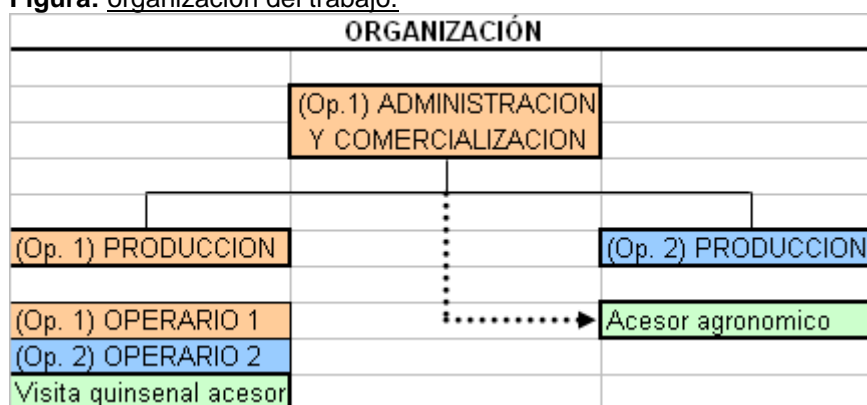 Figura: organización del trabajo.
ORGANIZACIÓN
(Op.1) ADMINISTRACION
Y COMERCIALIZACION
(Op. 1) PRODUCCION
(Op. 2) PRODUCCION
(Op. 1) OPERARIO 1
Acesor agronomico
(Op. 2) OPERARIO 2
Visita quinsenal acesor